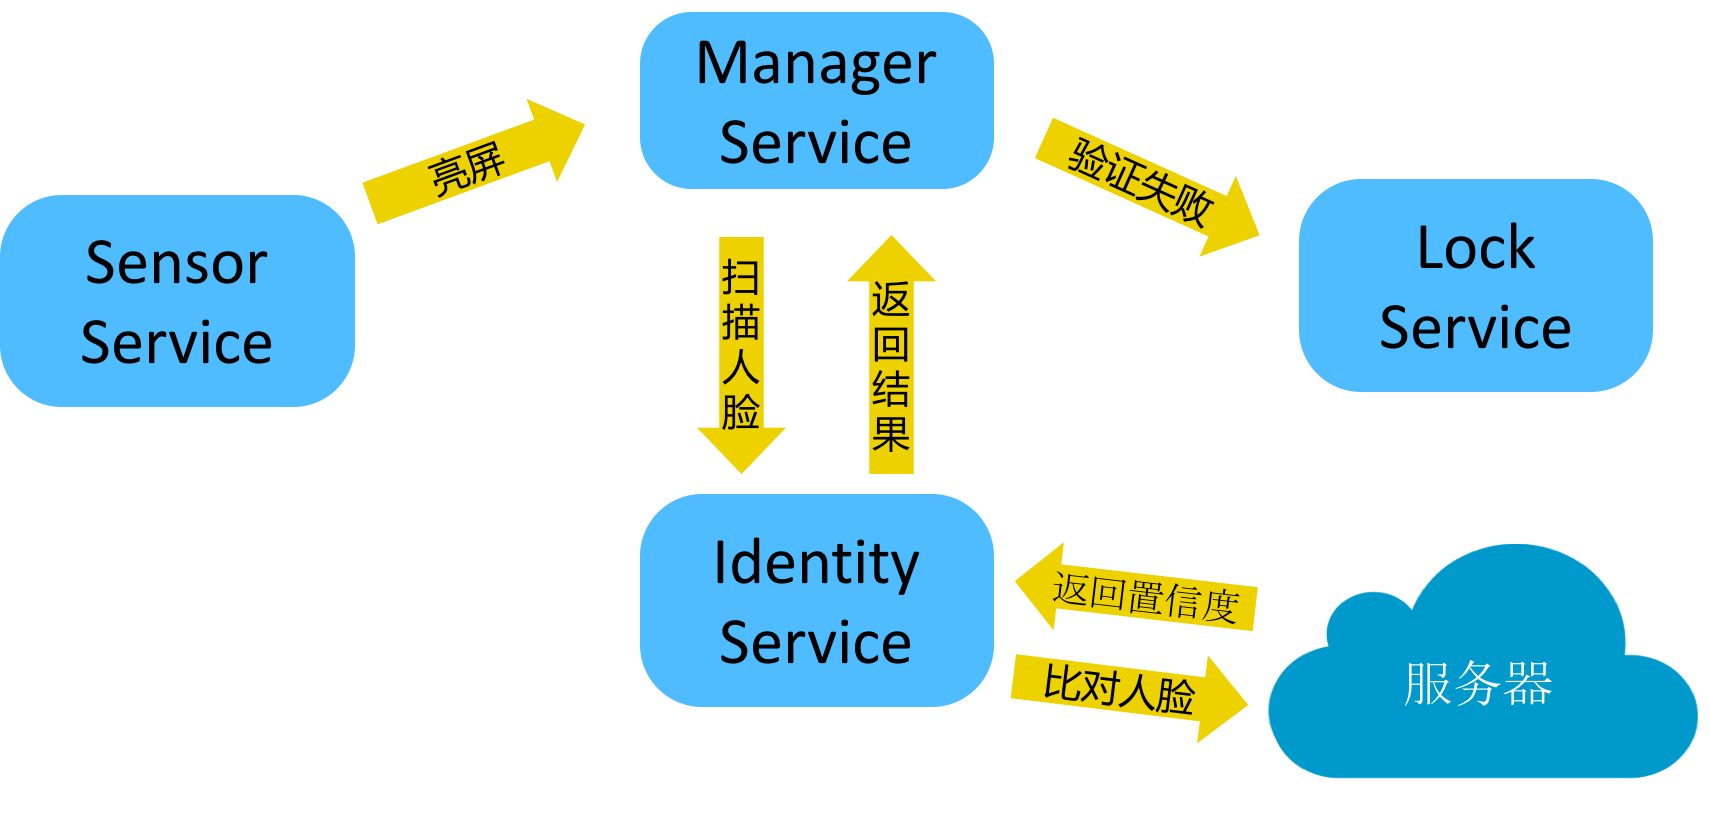 Manager
Service
亮屏
验证失败
Sensor
Service
Lock
Service
扫描人脸
返回结果
Identity
Service
返回置信度
比对人脸
服务器